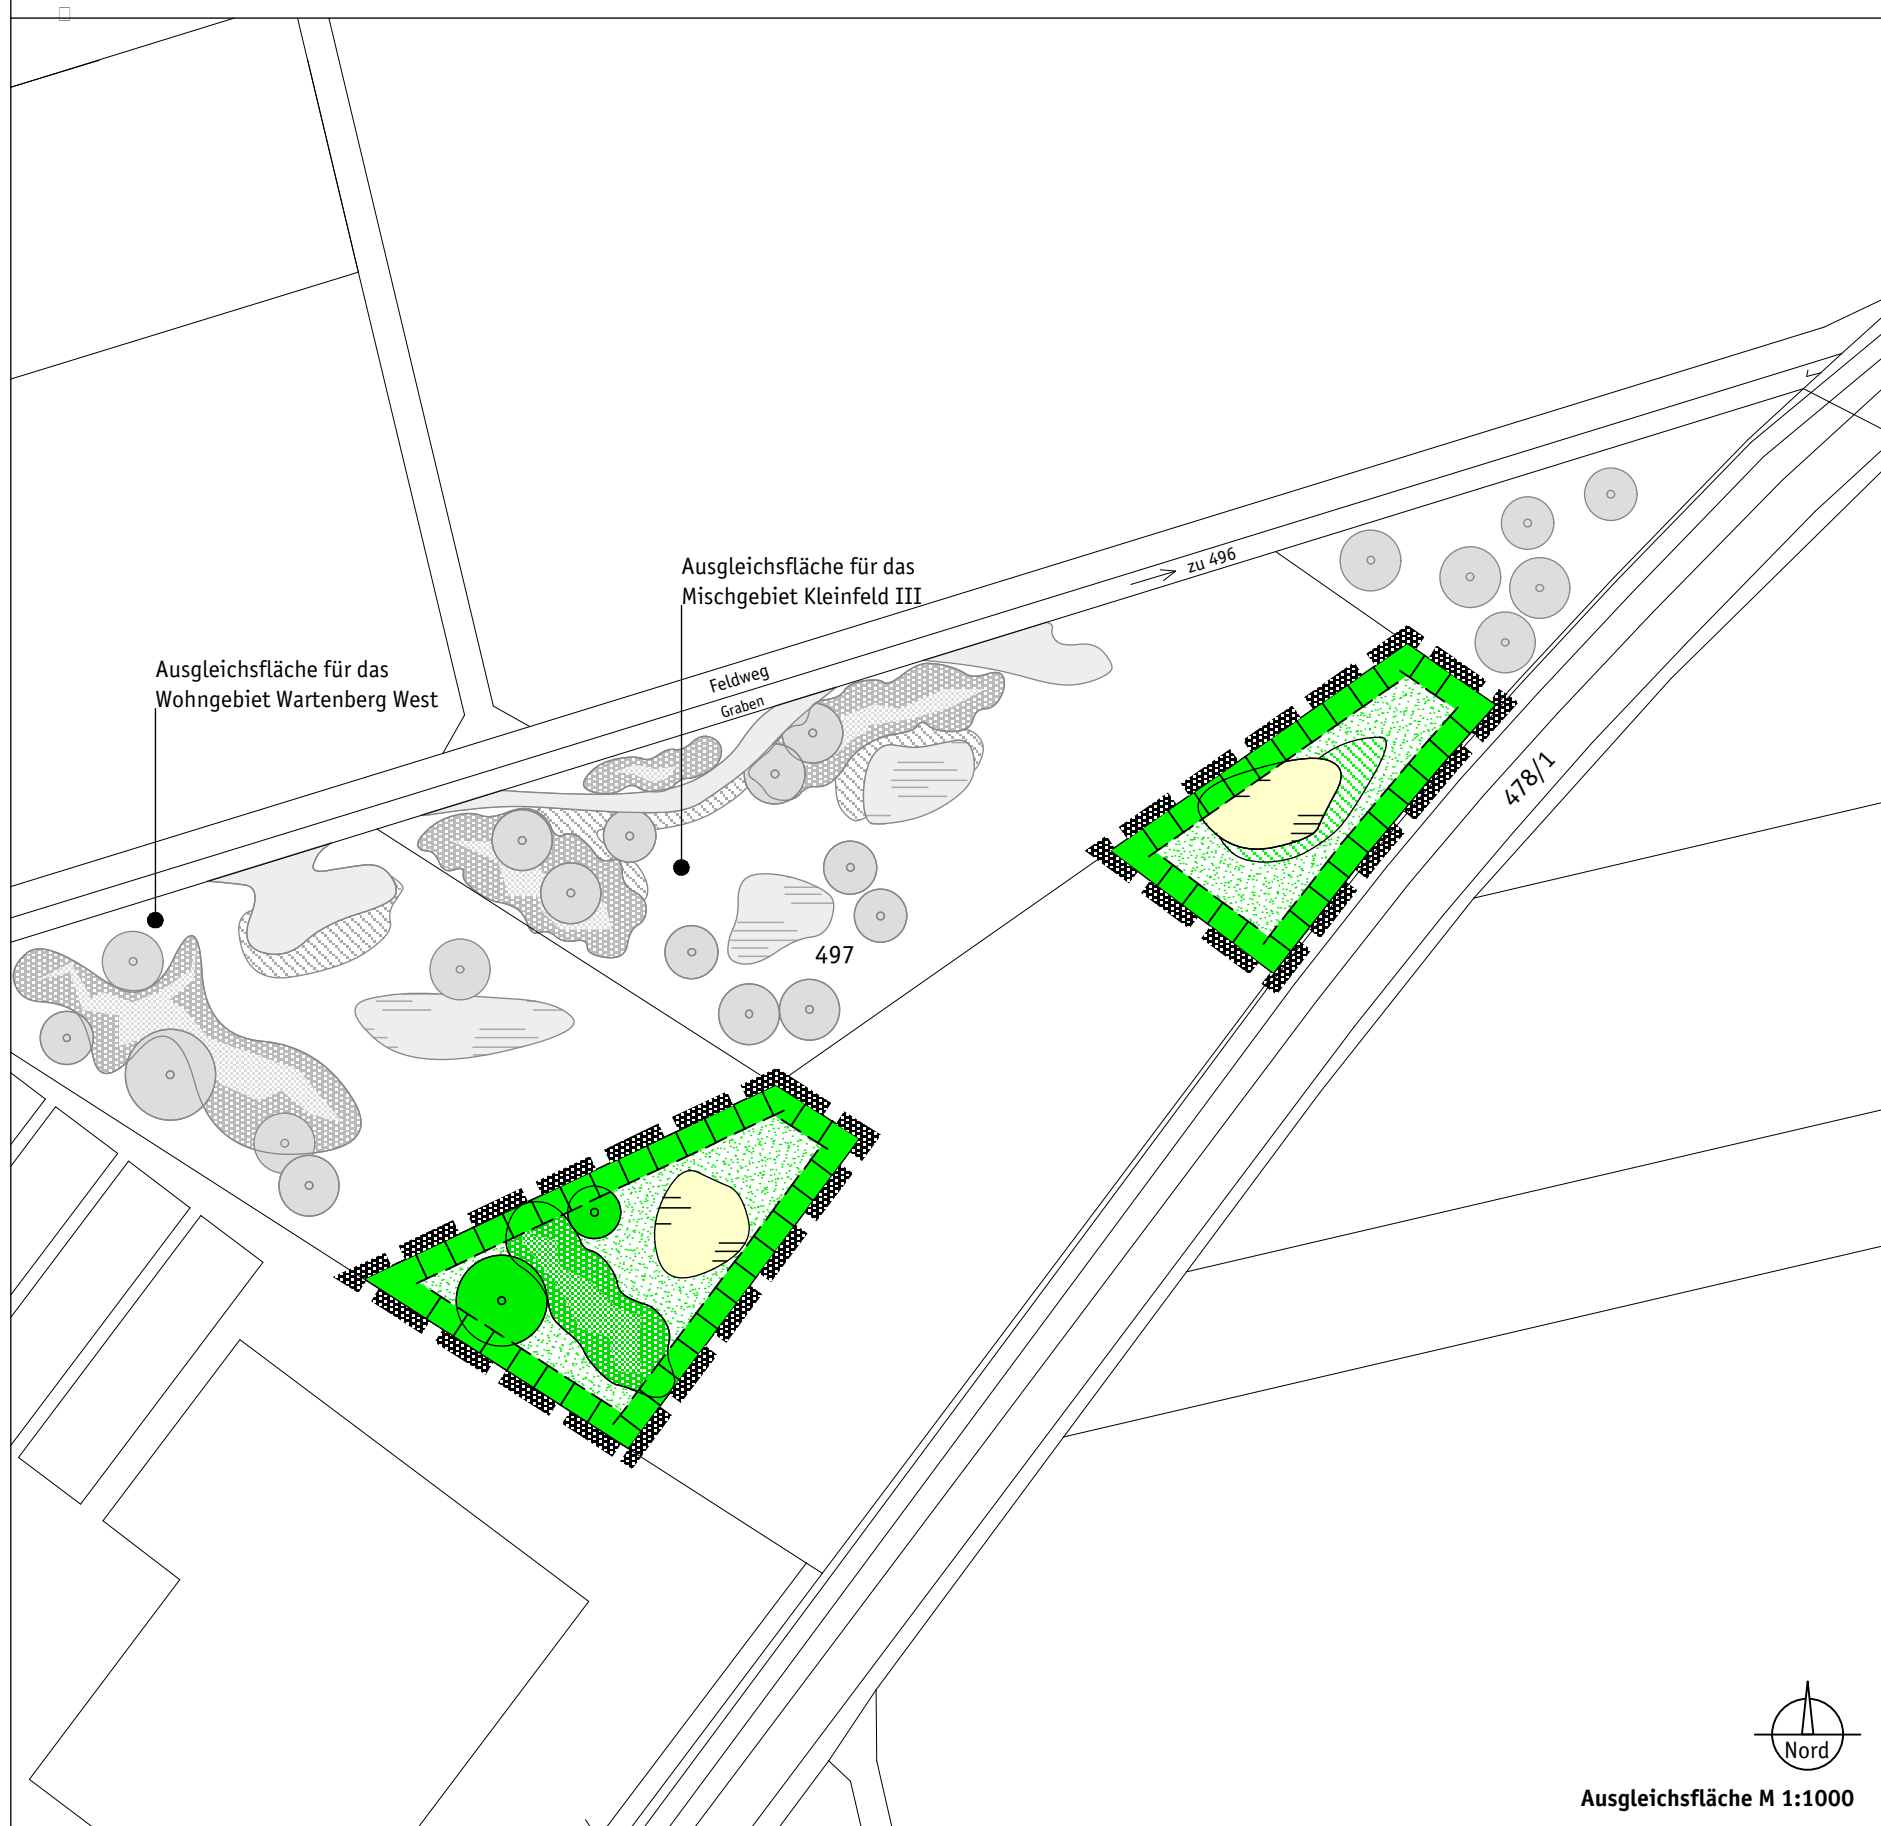 Ausgleichsfläche für das
Mischgebiet Kleinfeld III
zu 496
Ausgleichsfläche für das
Wohngebiet Wartenberg West
Feldweg
Graben
478/1
497
Nord
Ausgleichsfläche M 1:1000